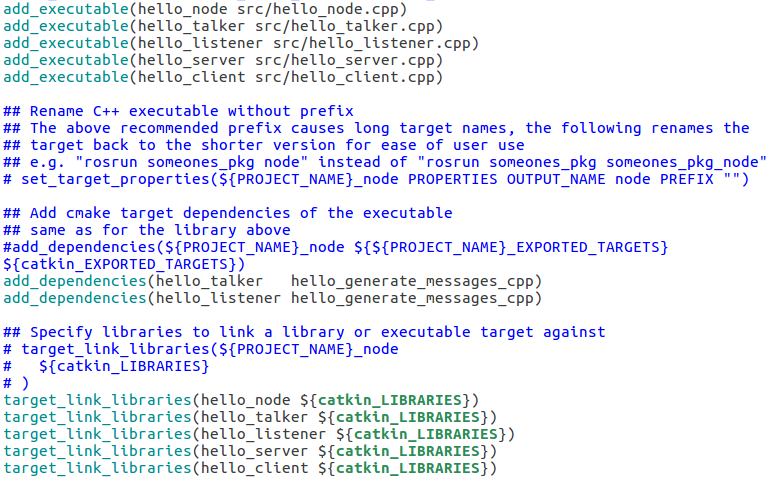 add_executable(hello_node src/hello_node.cpp)
add_executable(hello_talker src/hello_talker.cpp)
add_executable(hello_listener src/hello_listener.cpp)
add_executable(hello_server src/hello_server.cpp)
add_executable(hello_client src/hello_client.cpp)
## Rename C++ executable without prefix
## The above recommended prefix causes long target names, the following renames the
## target back to the shorter version for ease of user use
## e.g. "rosrun someones_pkg node" instead of "rosrun someones_pkg someones_pkg_node"
# set_target_properties(${PROJECT_NAME}_node PROPERTIES OUTPUT_NAME node PREFIX "")
## Add cmake target dependencies of the executable
## same as for the library above
#add_dependencies(${PROJECT_NAME}_node ${${PROJECT_NAME}_EXPORTED_TARGETS}
${catkin_EXPORTED_TARGETS})
add_dependencies(hello_talker   hello_generate_messages_cpp)
add_dependencies(hello_listener hello_generate_messages_cpp)
## Specify libraries to link a library or executable target against
# target_link_libraries(${PROJECT_NAME}_node
#   ${catkin_LIBRARIES}
# )
target_link_libraries(hello_node ${catkin_LIBRARIES})
target_link_libraries(hello_talker ${catkin_LIBRARIES})
target_link_libraries(hello_listener ${catkin_LIBRARIES})
target_link_libraries(hello_server ${catkin_LIBRARIES})
target_link_libraries(hello_client ${catkin_LIBRARIES})